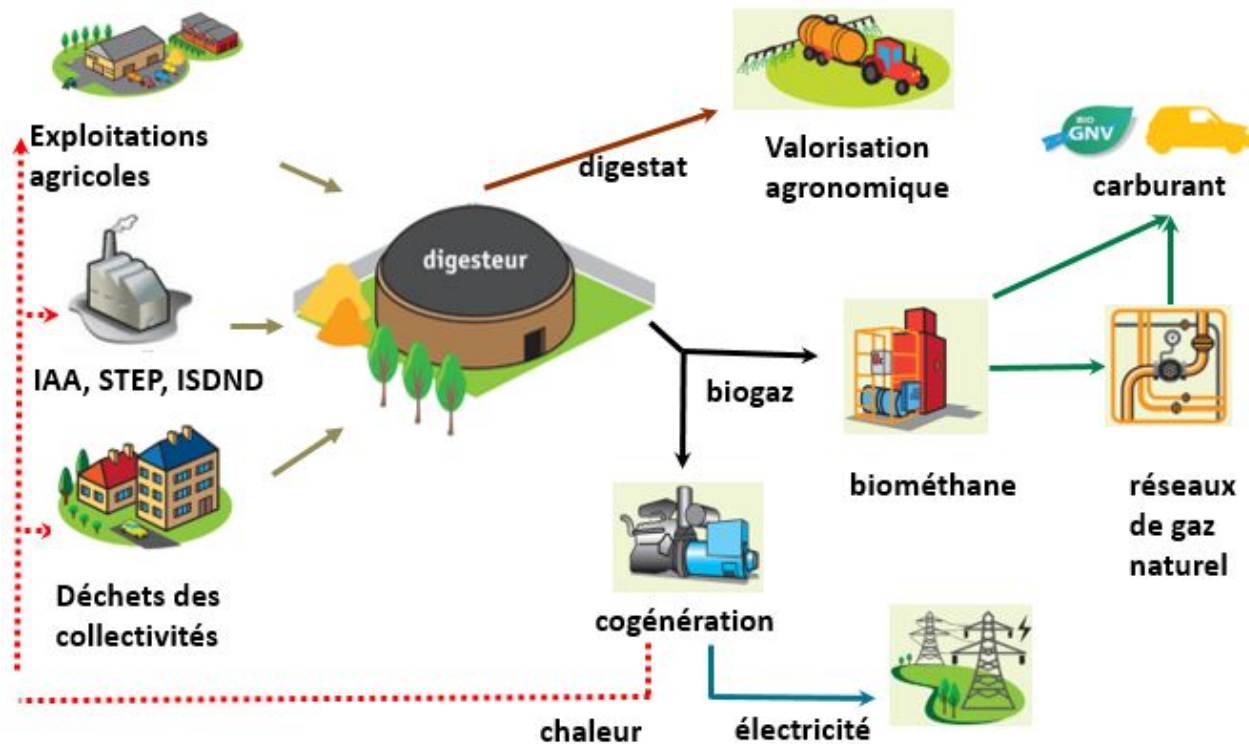 Exploitations
agricoles
IAA, STEP, ISDND
Déchets des
collectivités
digesteur
digestat
Valorisation
agronomique
BIO
GNV
carburant
biogaz
biométhane
réseaux
de gaz
naturel
cogénération
chaleur
électricité